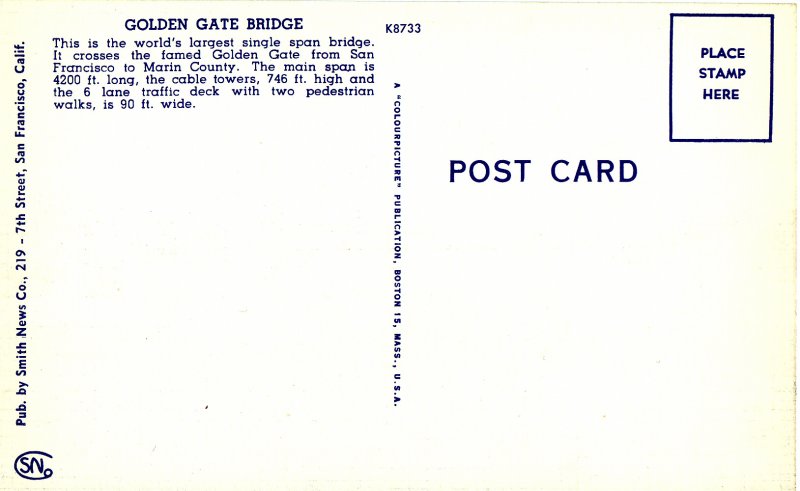 GOLDEN GATE BRIDGE
This is the world's largest single span bridge.
It crosses the famed Golden Gate from San
Francisco to Marin County. The main span is
4200 ft. long, the cable towers, 746 ft. high and
the 6 lane traffic deck with two pedestrian
walks, is 90 ft. wide.
K8733
PLACE
STAMP
HERE
POST CARD
A "COLOURPICTURE" PUBLICATION, BOSTON 15, MASS., U.S.A.
Pub. by Smith News Co., 219 - 7th Street, San Francisco, Calif.
SNCo